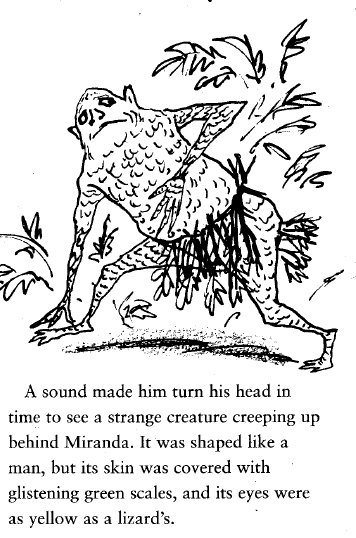 A sound made him turn his head in
time to see a strange creature creeping up
behind Miranda. It was shaped like a
man, but its skin was covered with
glistening green scales, and its eyes were
as yellow as a lizard's.